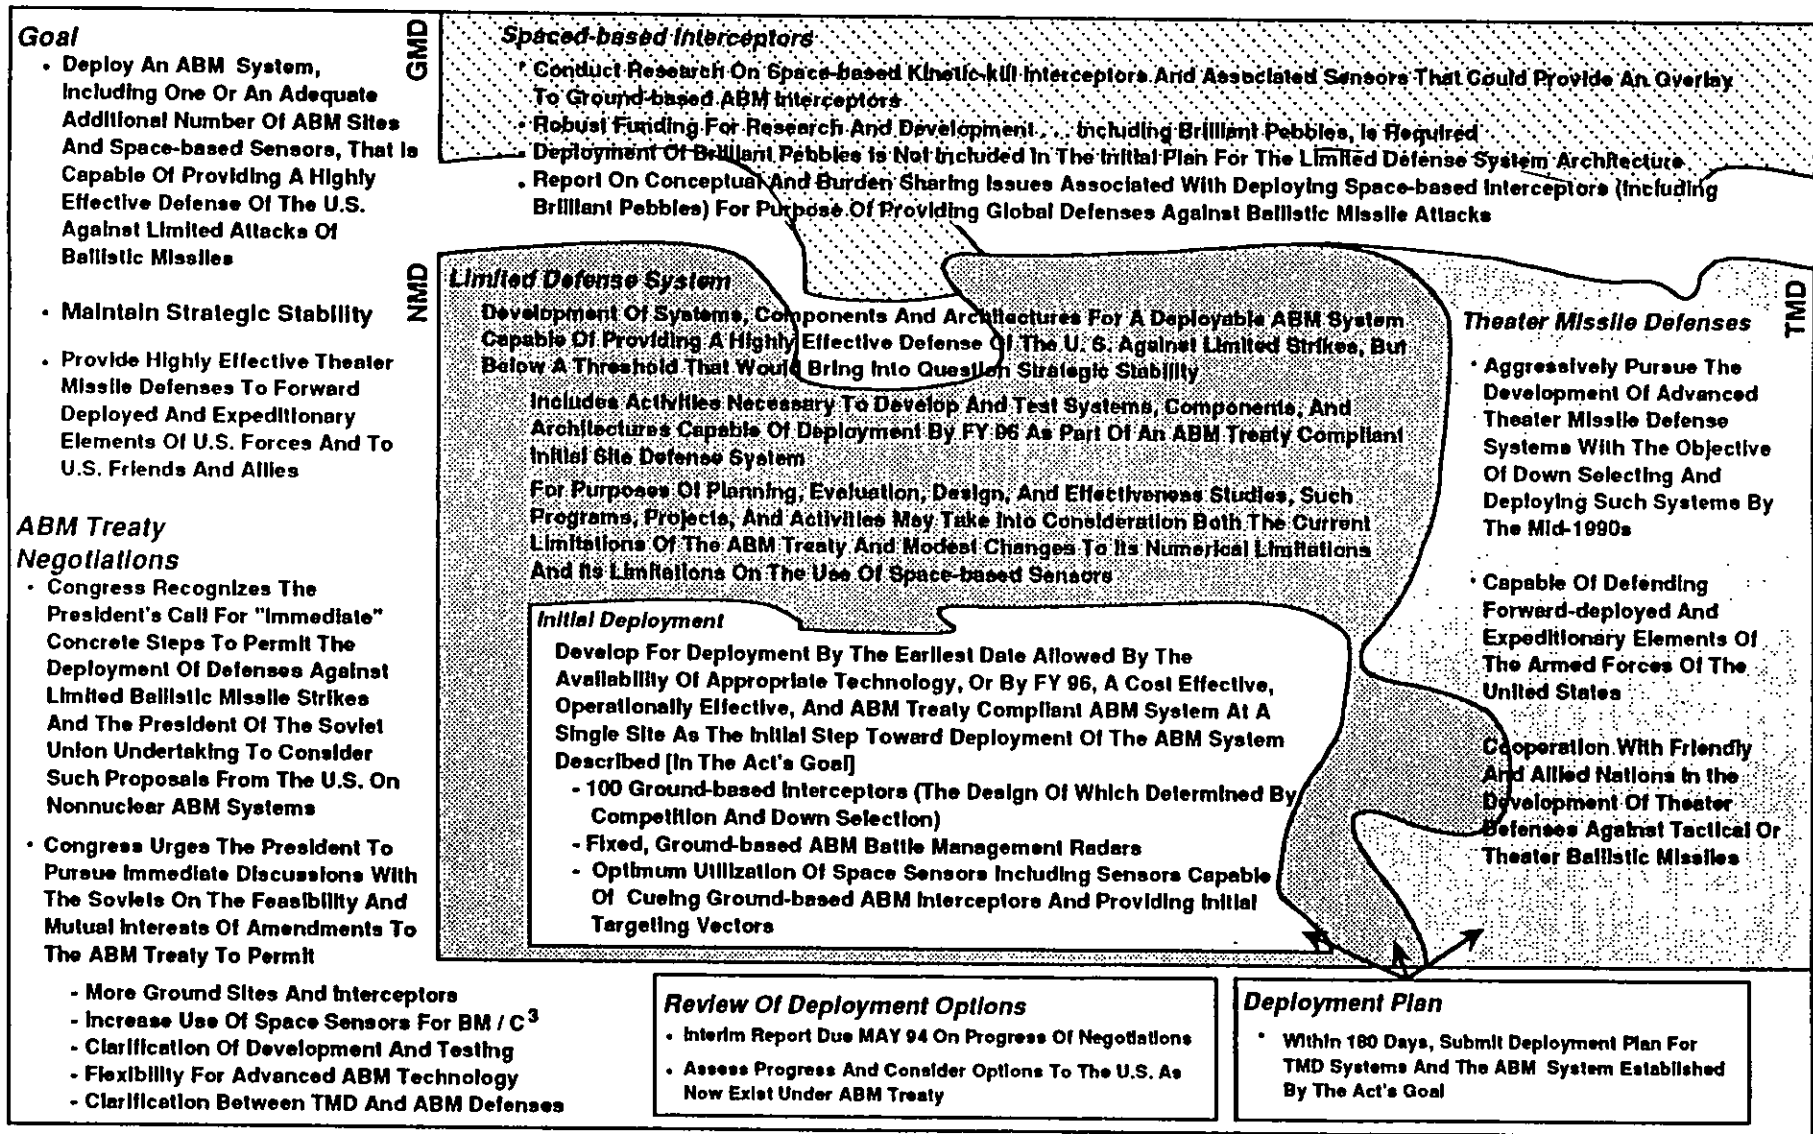 Goal
• Deploy An ABM System,
Including One Or An Adequate
Additional Number Of ABM Sites
And Space-based Sensors, That Is
Capable Of Providing A Highly
Effective Defense Of The U.S.
Against Limited Attacks Of
Ballistic Missiles
• Maintain Strategic Stability
• Provide Highly Effective Theater
Missile Defenses To Forward
Deployed And Expeditionary
Elements Of U.S. Forces And To
U.S. Friends And Allies
ABM Treaty
Negotiations
• Congress Recognizes The
President's Call For "Immediate"
Concrete Steps To Permit The
Deployment Of Defenses Against
Limited Ballistic Missile Strikes
And The President Of The Soviet
Union Undertaking To Consider
Such Proposals From The U.S. On
Nonnuclear ABM Systems
• Congress Urges The President To
Pursue Immediate Discussions With
The Soviets On The Feasibility And
Mutual Interests Of Amendments To
The ABM Treaty To Permit
- More Ground Sites And Interceptors
- Increase Use Of Space Sensors For BM / C³
- Clarification Of Development And Testing
- Flexibility For Advanced ABM Technology
- Clarification Between TMD And ABM Defenses
GMD
Spaced-based Interceptors
• Conduct Research On Space-based Kinetic-kill Interceptors And Associated Sensors That Could Provide An Overlay
To Ground-based ABM Interceptors
• Robust Funding For Research And Development . . . Including Brilliant Pebbles, Is Required
• Deployment Of Brilliant Pebbles Is Not Included In The Initial Plan For The Limited Defense System Architecture
• Report On Conceptual And Burden Sharing Issues Associated With Deploying Space-based Interceptors (Including
Brilliant Pebbles) For Purpose Of Providing Global Defenses Against Ballistic Missile Attacks
NMD
Limited Defense System
Development Of Systems, Components And Architectures For A Deployable ABM System
Capable Of Providing A Highly Effective Defense Of The U. S. Against Limited Strikes, But
Below A Threshold That Would Bring Into Question Strategic Stability
Includes Activities Necessary To Develop And Test Systems, Components, And
Architectures Capable Of Deployment By FY 96 As Part Of An ABM Treaty Compliant
Initial Site Defense System
For Purposes Of Planning, Evaluation, Design, And Effectiveness Studies, Such
Programs, Projects, And Activities May Take Into Consideration Both The Current
Limitations Of The ABM Treaty And Modest Changes To Its Numerical Limitations
And Its Limitations On The Use Of Space-based Sensors
Initial Deployment
Develop For Deployment By The Earliest Date Allowed By The
Availability Of Appropriate Technology, Or By FY 96, A Cost Effective,
Operationally Effective, And ABM Treaty Compliant ABM System At A
Single Site As The Initial Step Toward Deployment Of The ABM System
Described [In The Act's Goal]
- 100 Ground-based Interceptors (The Design Of Which Determined By
Competition And Down Selection)
- Fixed, Ground-based ABM Battle Management Radars
- Optimum Utilization Of Space Sensors Including Sensors Capable
Of Cueing Ground-based ABM Interceptors And Providing Initial
Targeting Vectors
TMD
Theater Missile Defenses
• Aggressively Pursue The
Development Of Advanced
Theater Missile Defense
Systems With The Objective
Of Down Selecting And
Deploying Such Systems By
The Mid-1990s
• Capable Of Defending
Forward-deployed And
Expeditionary Elements Of
The Armed Forces Of The
United States
Cooperation With Friendly
And Allied Nations In the
Development Of Theater
Defenses Against Tactical Or
Theater Ballistic Missiles
Review Of Deployment Options
• Interim Report Due MAY 94 On Progress Of Negotiations
• Assess Progress And Consider Options To The U.S. As
Now Exist Under ABM Treaty
Deployment Plan
• Within 180 Days, Submit Deployment Plan For
TMD Systems And The ABM System Established
By The Act's Goal